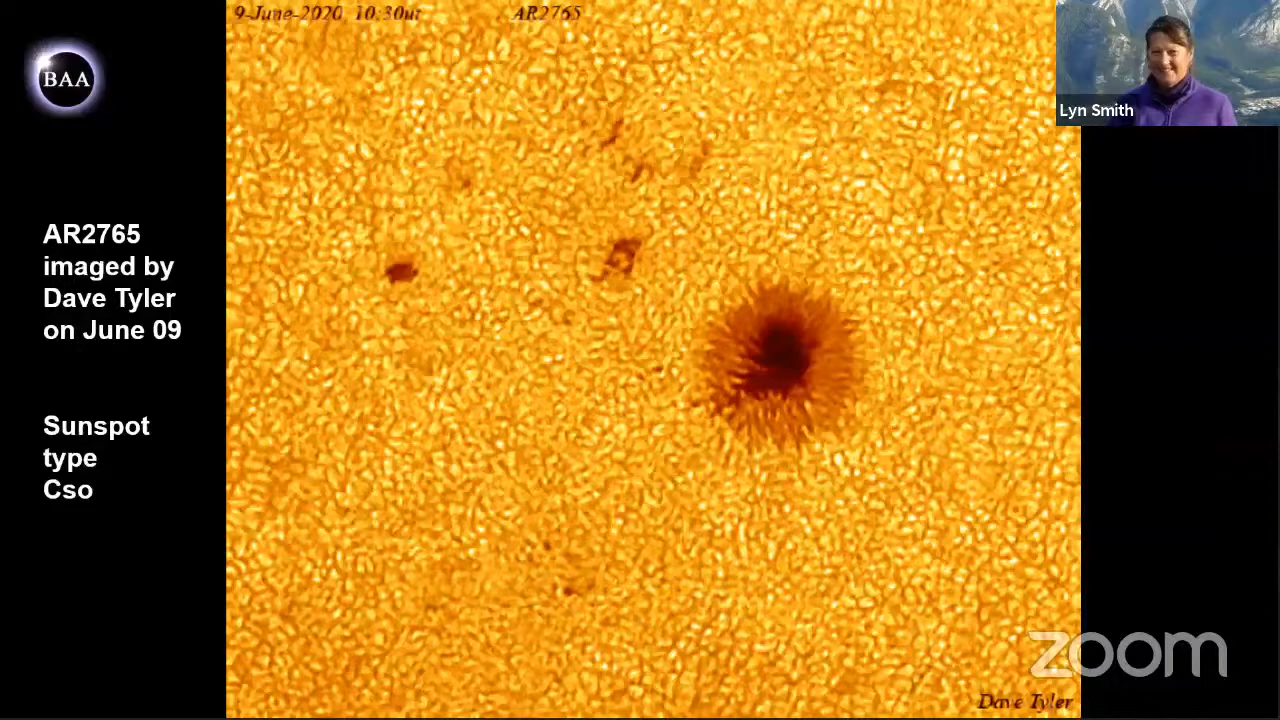 9-June-2020, 10:30ut AR2765
BAA
Lyn Smith
AR2765
imaged by
Dave Tyler
on June 09
Sunspot
type
Cso
zoom
Dave Tyler